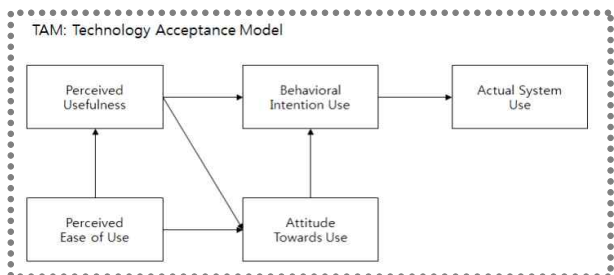 TAM: Technology Acceptance Model
Perceived
Usefulness
Behavioral
Intention Use
Actual System
Use
Perceived
Ease of Use
Attitude
Towards Use